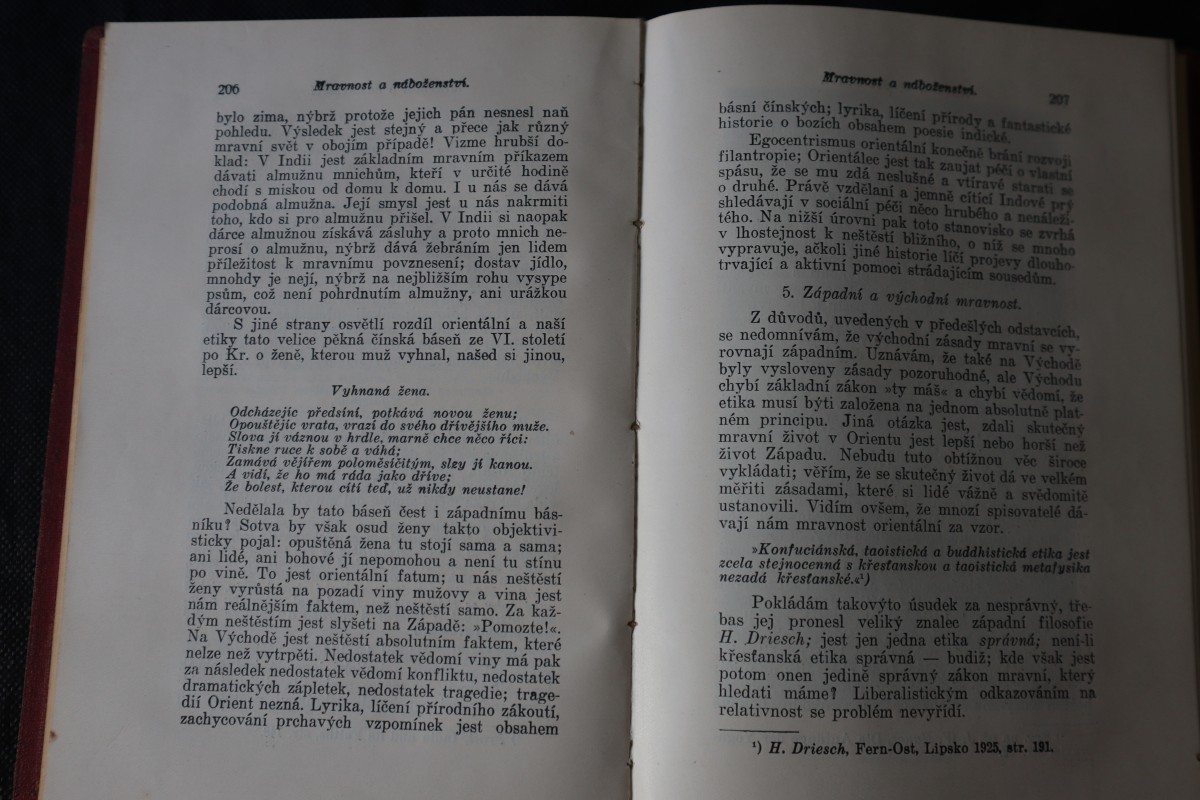 206
Mravnost a náboženství.
bylo zima, nýbrž protože jejich pán nesnesl naň
pohledu. Výsledek jest stejný a přece jak různý
mravní svět v obojím případě! Vizme hrubší do-
klad: V Indii jest základním mravním příkazem
dávati almužnu mnichům, kteří v určité hodině
chodí s miskou od domu k domu. I u nás se dává
podobná almužna. Její smysl jest u nás nakrmiti
toho, kdo si pro almužnu přišel. V Indii si naopak
dárce almužnou získává zásluhy a proto mnich ne-
prosí o almužnu, nýbrž dává žebráním jen lidem
příležitost k mravnímu povznesení; dostav jídlo,
mnohdy je nejí, nýbrž na nejbližším rohu vysype
psům, což není pohrdnutím almužny, ani urážkou
dárcovou.
S jiné strany osvětlí rozdíl orientální a naší
etiky tato velice pěkná čínská báseň ze VI. století
po Kr. o ženě, kterou muž vyhnal, našed si jinou,
lepší.
Vyhnaná žena.
Odcházejíc předsíní, potkává novou ženu;
Opouštějíc vrata, vrazí do svého dřívějšího muže.
Slova jí váznou v hrdle, marně chce něco říci:
Tiskne ruce k sobě a váhá;
Zamává vějířem poloměsíčitým, slzy jí kanou.
A vidí, že ho má ráda jako dříve;
Že bolest, kterou cítí teď, už nikdy neustane!
Nedělala by tato báseň čest i západnímu bás-
níku? Sotva by však osud ženy takto objektivi-
sticky pojal: opuštěná žena tu stojí sama a sama;
ani lidé, ani bohové jí nepomohou a není tu stínu
po vině. To jest orientální fatum; u nás neštěstí
ženy vyrůstá na pozadí viny mužovy a vina jest
nám reálnějším faktem, než neštěstí samo. Za kaž-
dým neštěstím jest slyšeti na Západě: »Pomozte!«.
Na Východě jest neštěstí absolutním faktem, které
nelze než vytrpěti. Nedostatek vědomí viny má pak
za následek nedostatek vědomí konfliktu, nedostatek
dramatických zápletek, nedostatek tragedie; trage-
dií Orient nezná. Lyrika, líčení přírodního zákoutí,
zachycování prchavých vzpomínek jest obsahem
Mravnost a náboženství.
207
básní čínských; lyrika, líčení přírody a fantastické
historie o bozích obsahem poesie indické.
Egocentrismus orientální konečně brání rozvoji
filantropie; Orientálec jest tak zaujat péčí o vlastní
spásu, že se mu zdá neslušné a vtíravé starati se
o druhé. Právě vzdělaní a jemně cítící Indové prý
shledávají v sociální péči něco hrubého a nenáleži-
tého. Na nižší úrovni pak toto stanovisko se zvrhá
v lhostejnost k neštěstí bližního, o níž se mnoho
vypravuje, ačkoli jiné historie líčí projevy dlouho-
trvající a aktivní pomoci strádajícím sousedům.
5. Západní a východní mravnost.
Z důvodů, uvedených v předešlých odstavcích,
se nedomnívám, že východní zásady mravní se vy-
rovnají západním. Uznávám, že také na Východě
byly vysloveny zásady pozoruhodné, ale Východu
chybí základní zákon »ty máš« a chybí vědomí, že
etika musí býti založena na jednom absolutně plat-
ném principu. Jiná otázka jest, zdali skutečný
mravní život v Orientu jest lepší nebo horší než
život Západu. Nebudu tuto obtížnou věc široce
vykládati; věřím, že se skutečný život dá ve velkém
měřiti zásadami, které si lidé vážně a svědomitě
ustanovili. Vidím ovšem, že mnozí spisovatelé dá-
vají nám mravnost orientální za vzor.
»Konfuciánská, taoistická a buddhistická etika jest
zcela stejnocenná s křesťanskou a taoistická metafysika
nezadá křesťanské.«¹)
Pokládám takovýto úsudek za nesprávný, tře-
bas jej pronesl veliký znalec západní filosofie
H. Driesch; jest jen jedna etika správná; není-li
křesťanská etika správná — budiž; kde však jest
potom onen jedině správný zákon mravní, který
hledati máme? Liberalistickým odkazováním na
relativnost se problém nevyřídí.
¹) H. Driesch, Fern-Ost, Lipsko 1925, str. 191.